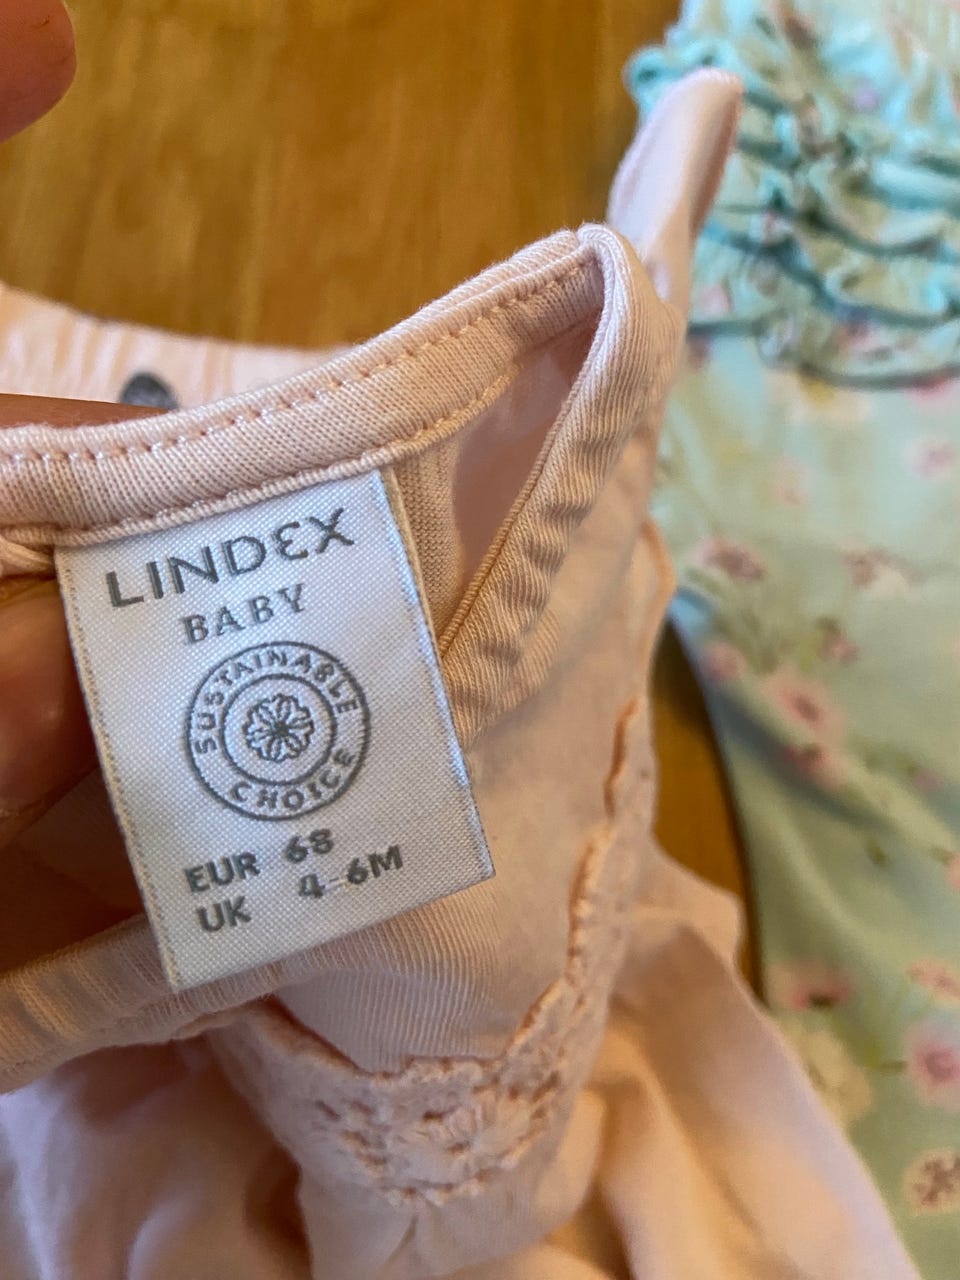 LINDEX
BABY
SUSTAINABLE
CHOICE
EUR 68
UK 4-6M